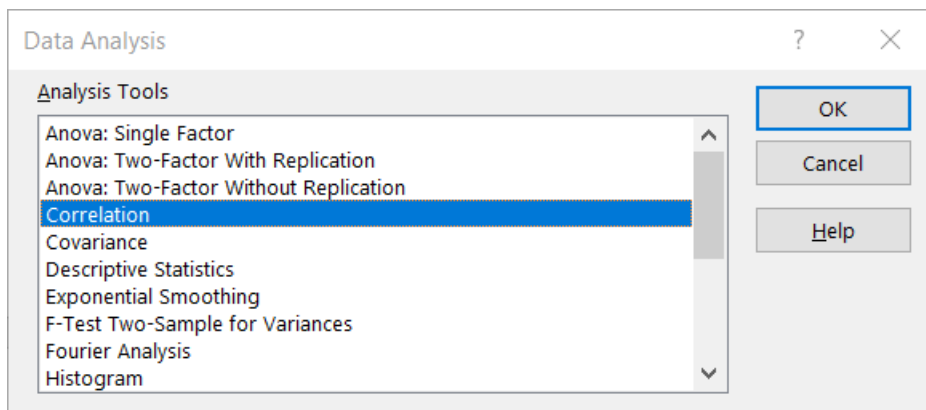 Data Analysis
?
Analysis Tools
Anova: Single Factor
Anova: Two-Factor With Replication
Anova: Two-Factor Without Replication
Correlation
Covariance
Descriptive Statistics
Exponential Smoothing
F-Test Two-Sample for Variances
Fourier Analysis
Histogram
OK
Cancel
Help